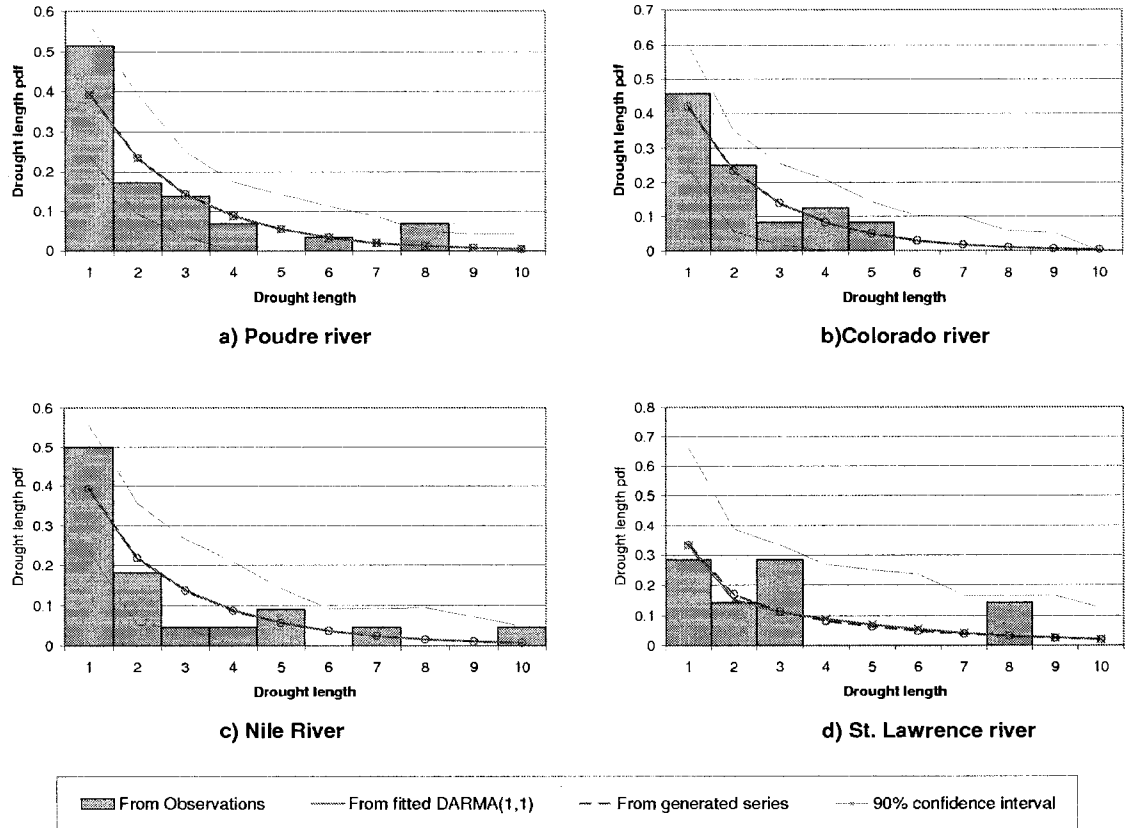 0.6
0.5
0.4
0.3
0.2
0.1
0
Drought length pdf
1 2 3 4 5 6 7 8 9 10
Drought length
a) Poudre river
0.7
0.6
0.5
0.4
0.3
0.2
0.1
0
Drought length pdf
1 2 3 4 5 6 7 8 9 10
Drought length
b)Colorado river
0.6
0.5
0.4
0.3
0.2
0.1
0
Drought length pdf
1 2 3 4 5 6 7 8 9 10
Drought length
c) Nile River
0.8
0.7
0.6
0.5
0.4
0.3
0.2
0.1
0
Drought length pdf
1 2 3 4 5 6 7 8 9 10
Drought length
d) St. Lawrence river
From Observations From fitted DARMA(1,1) From generated series 90% confidence interval